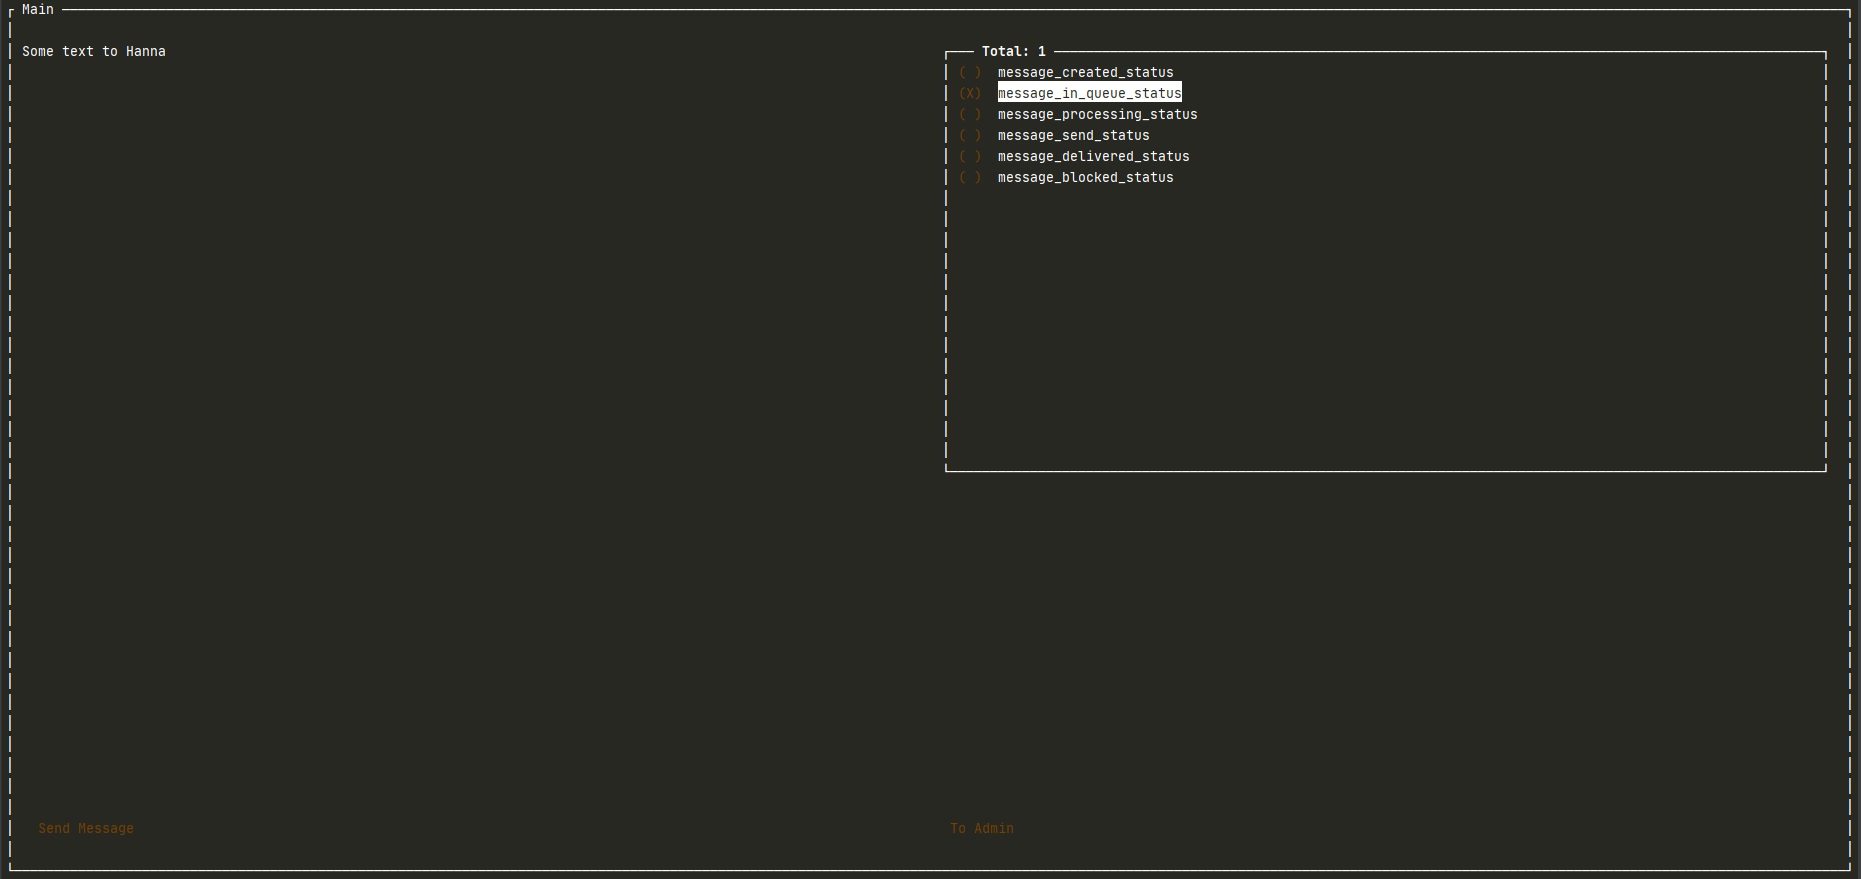 Main
Some text to Hanna
Total: 1
( ) message_created_status
(X) message_in_queue_status
( ) message_processing_status
( ) message_send_status
( ) message_delivered_status
( ) message_blocked_status
Send Message
To Admin